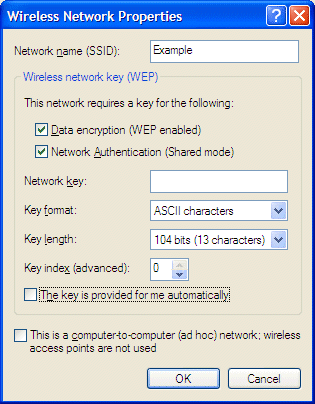 Wireless Network Properties
Network name (SSID): Example
Wireless network key (WEP)
This network requires a key for the following:
Data encryption (WEP enabled)
Network Authentication (Shared mode)
Network key:
Key format: ASCII characters
Key length: 104 bits (13 characters)
Key index (advanced): 0
The key is provided for me automatically
This is a computer-to-computer (ad hoc) network; wireless
access points are not used
OK Cancel